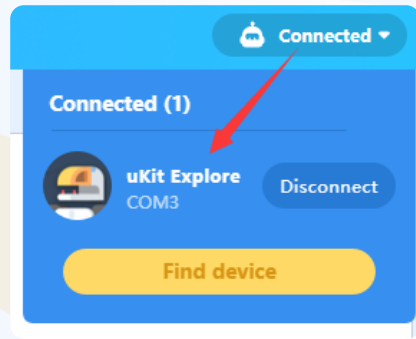 Connected
Connected (1)
uKit Explore
COM3
Disconnect
Find device